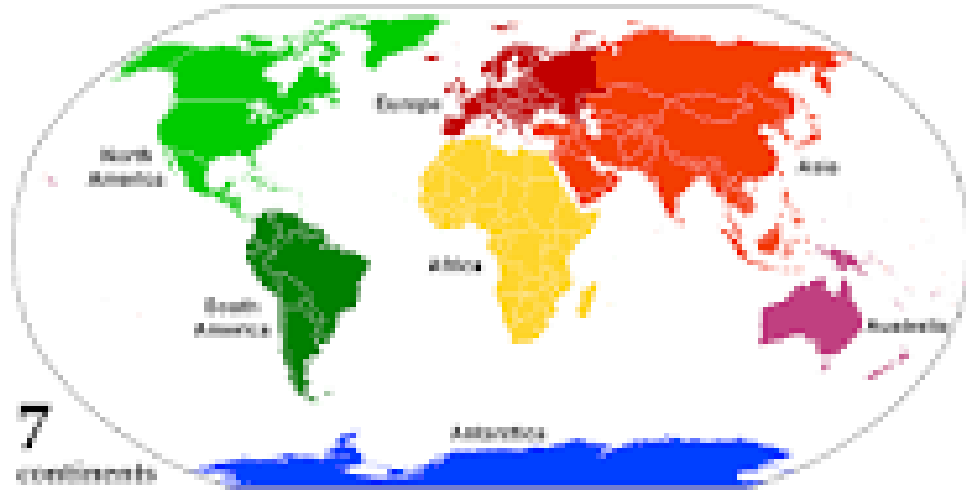 Europe
North
America
Asia
Africa
South
America
Australia
Antarctica
7
continents